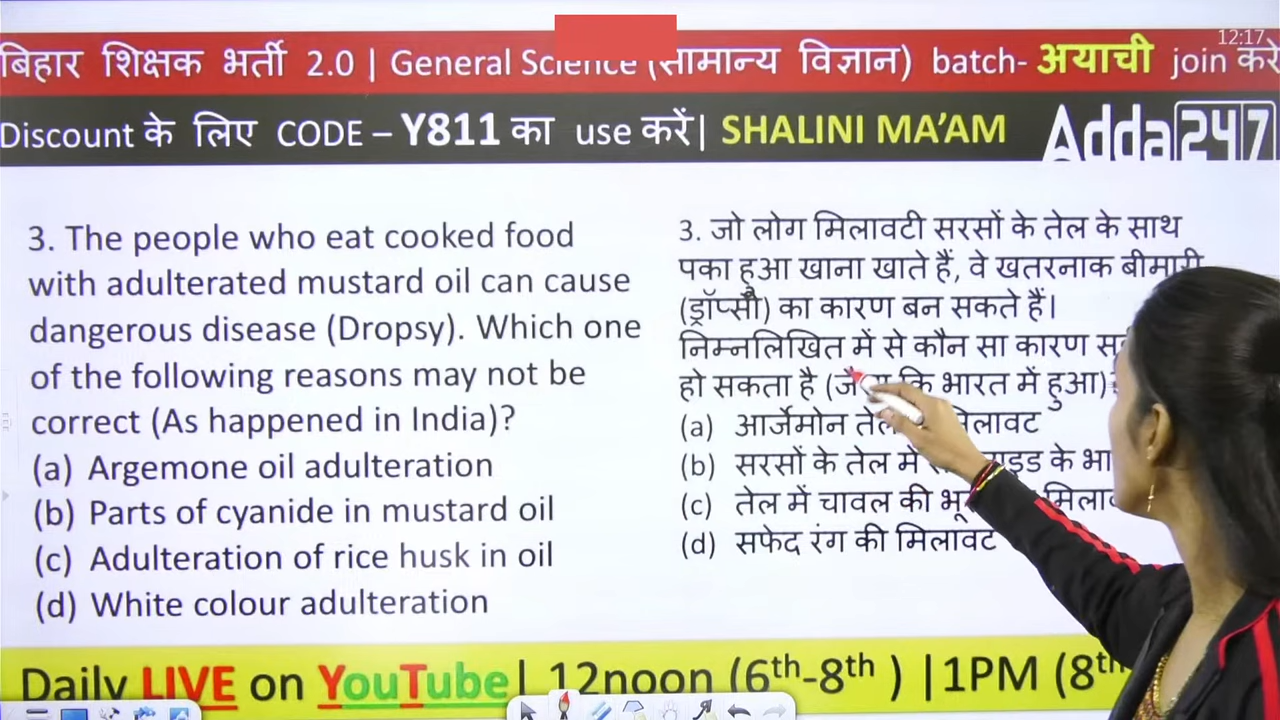 12:17
बिहार शिक्षक भर्ती 2.0 | General Science (सामान्य विज्ञान) batch- अयाची join करे
Discount के लिए CODE – Y811 का use करें| SHALINI MA'AM Adda247
3. The people who eat cooked food
with adulterated mustard oil can cause
dangerous disease (Dropsy). Which one
of the following reasons may not be
correct (As happened in India)?
(a) Argemone oil adulteration
(b) Parts of cyanide in mustard oil
(c) Adulteration of rice husk in oil
(d) White colour adulteration
3. जो लोग मिलावटी सरसों के तेल के साथ
पका हुआ खाना खाते हैं, वे खतरनाक बीमारी
(ड्रॉप्सी) का कारण बन सकते हैं।
निम्नलिखित में से कौन सा कारण
हो सकता है ( कि भारत में हुआ)
(a) आर्जेमोन तेल मिलावट
(b) सरसों के तेल में के
(c) तेल में चावल की
(d) सफेद रंग की मिलावट
Daily LIVE on YouTube| 12noon (6th-8th ) |1PM (8th